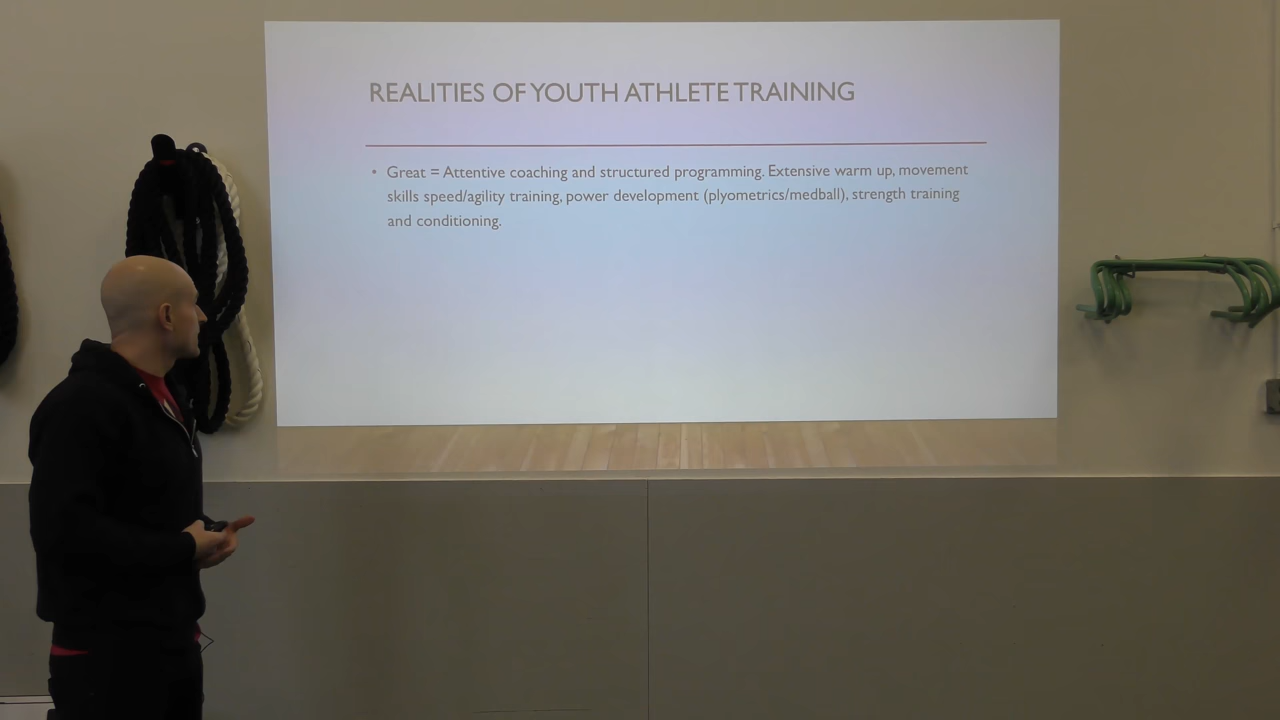 REALITIES OF YOUTH ATHLETE TRAINING
• Great = Attentive coaching and structured programming. Extensive warm up, movement
skills speed/agility training, power development (plyometrics/medball), strength training
and conditioning.